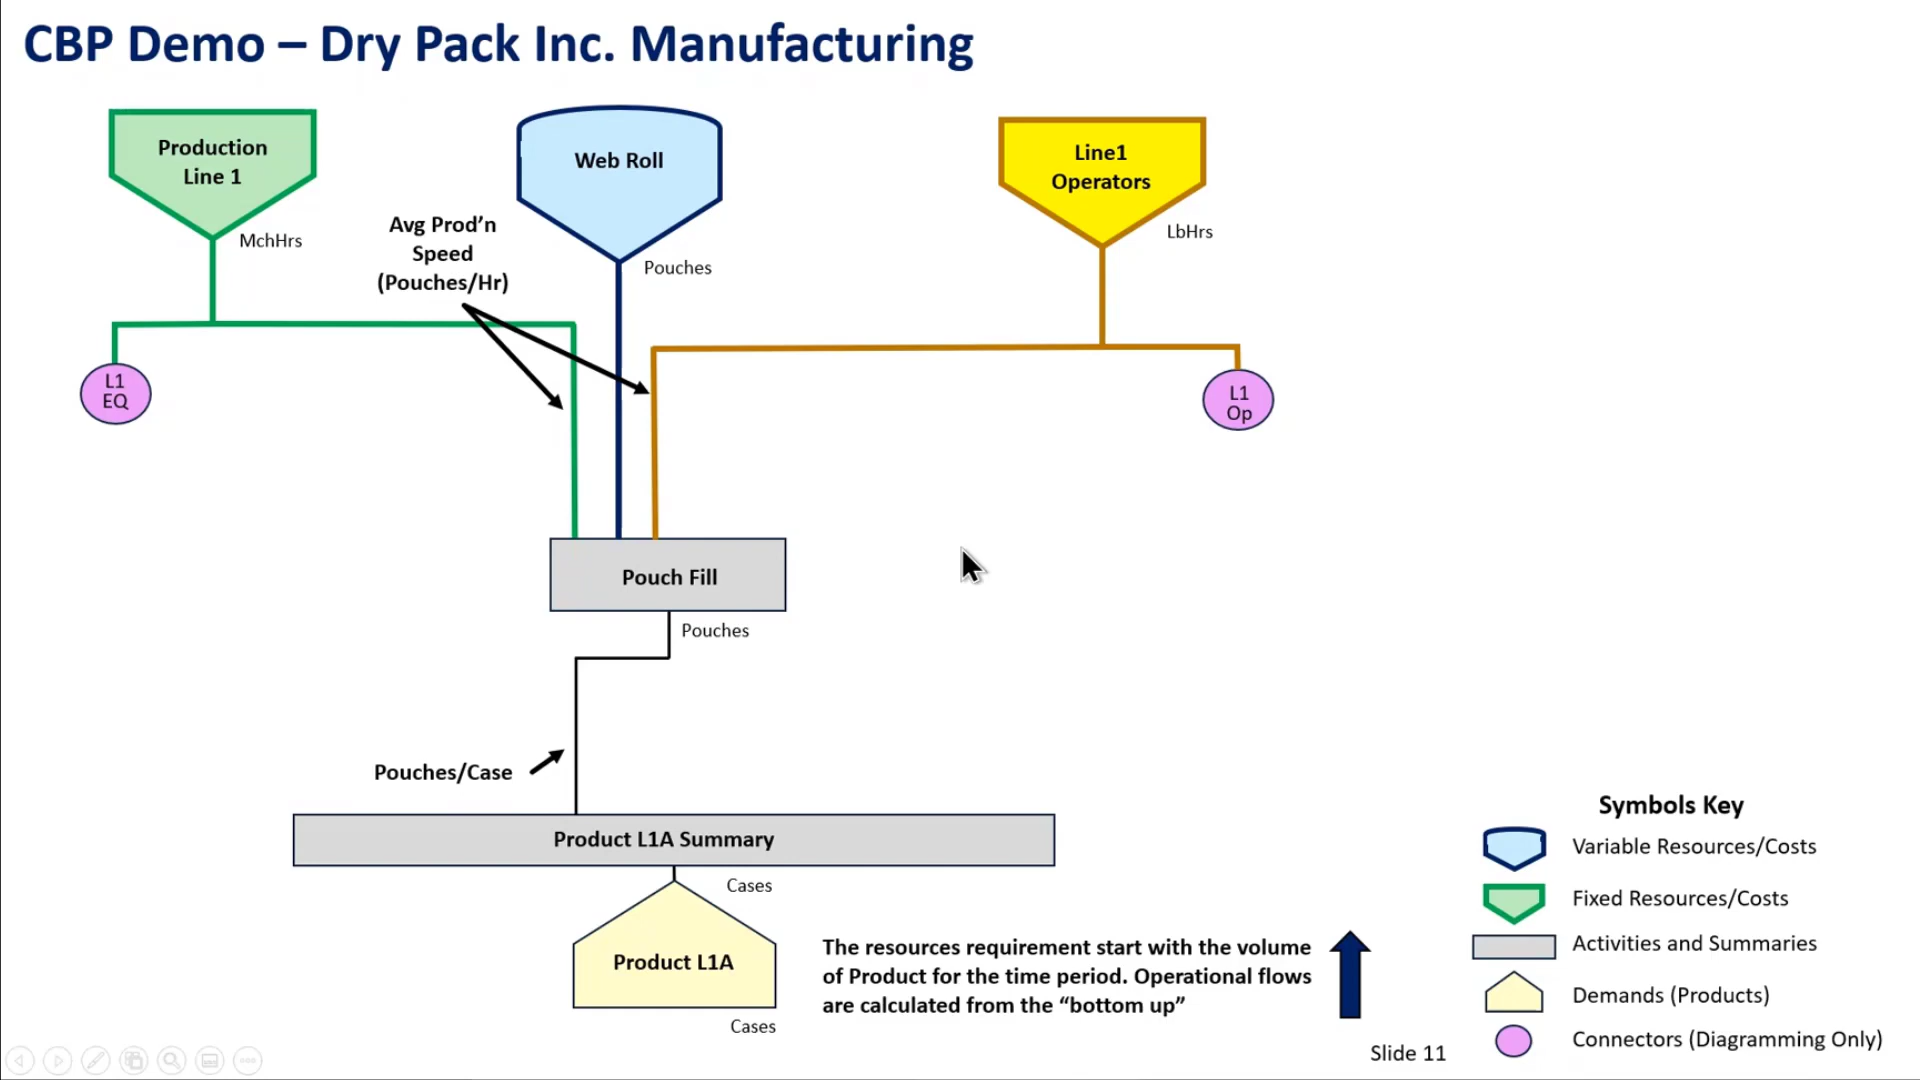 CBP Demo – Dry Pack Inc. Manufacturing
Production
Line 1
MchHrs
Web Roll
Pouches
Line1
Operators
LbHrs
Avg Prod’n
Speed
(Pouches/Hr)
L1
EQ
L1
Op
Pouch Fill
Pouches
Pouches/Case
Product L1A Summary
Cases
Product L1A
Cases
The resources requirement start with the volume
of Product for the time period. Operational flows
are calculated from the “bottom up”
Symbols Key
Variable Resources/Costs
Fixed Resources/Costs
Activities and Summaries
Demands (Products)
Connectors (Diagramming Only)
Slide 11